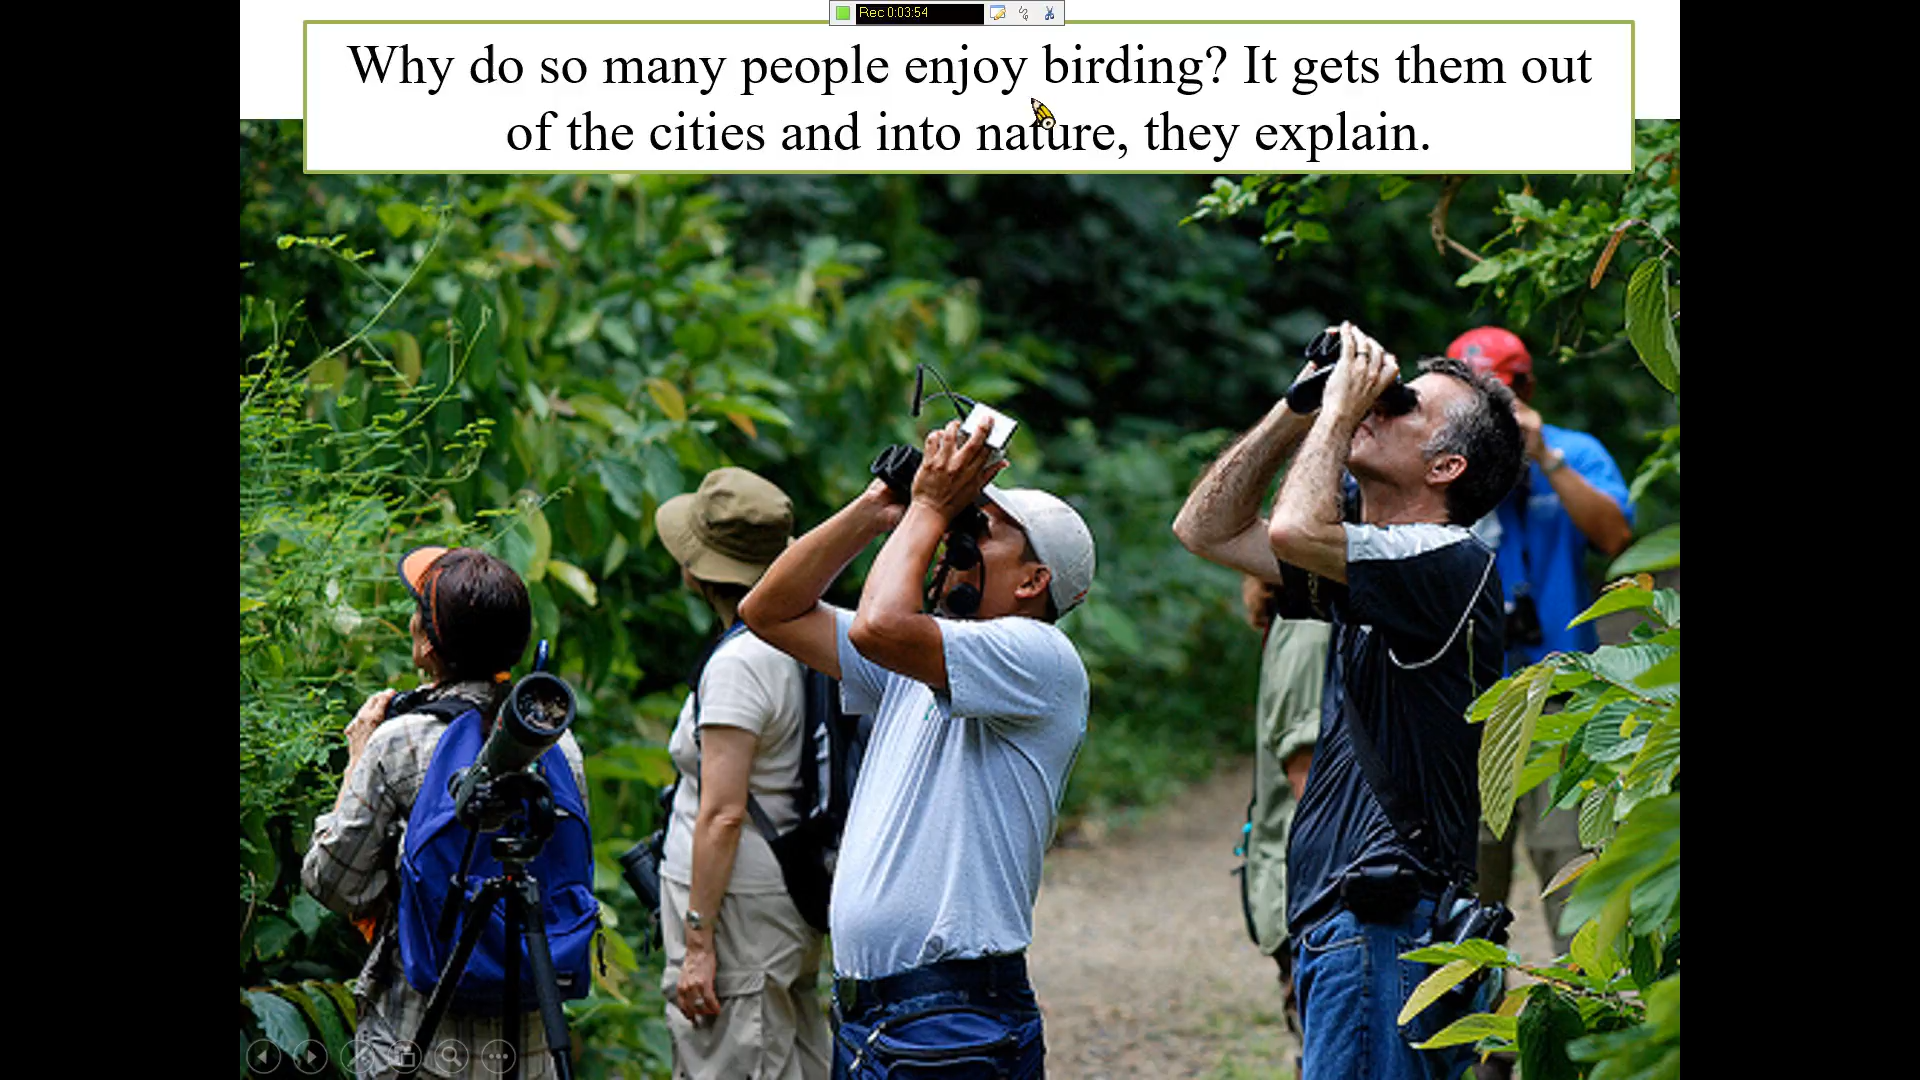 Rec 0:03:54
Why do so many people enjoy birding? It gets them out
of the cities and into nature, they explain.